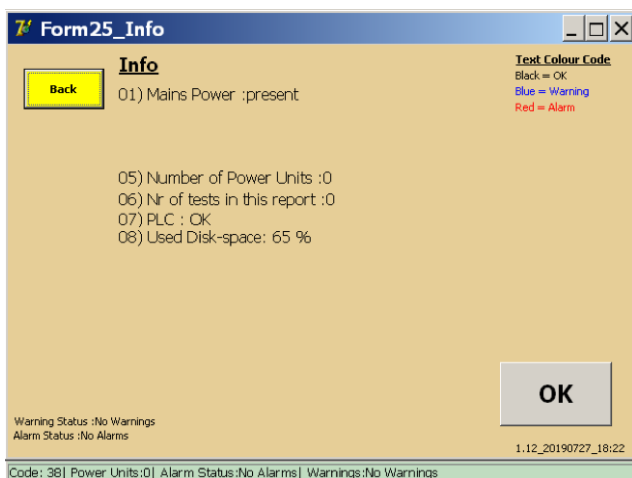 Form25_Info
Info
Back
01) Mains Power :present
Text Colour Code
Black = OK
Blue = Warning
Red = Alarm
05) Number of Power Units :0
06) Nr of tests in this report :0
07) PLC : OK
08) Used Disk-space: 65 %
OK
Warning Status :No Warnings
Alarm Status :No Alarms
1.12_20190727_18:22
Code: 38| Power Units:0| Alarm Status:No Alarms| Warnings:No Warnings